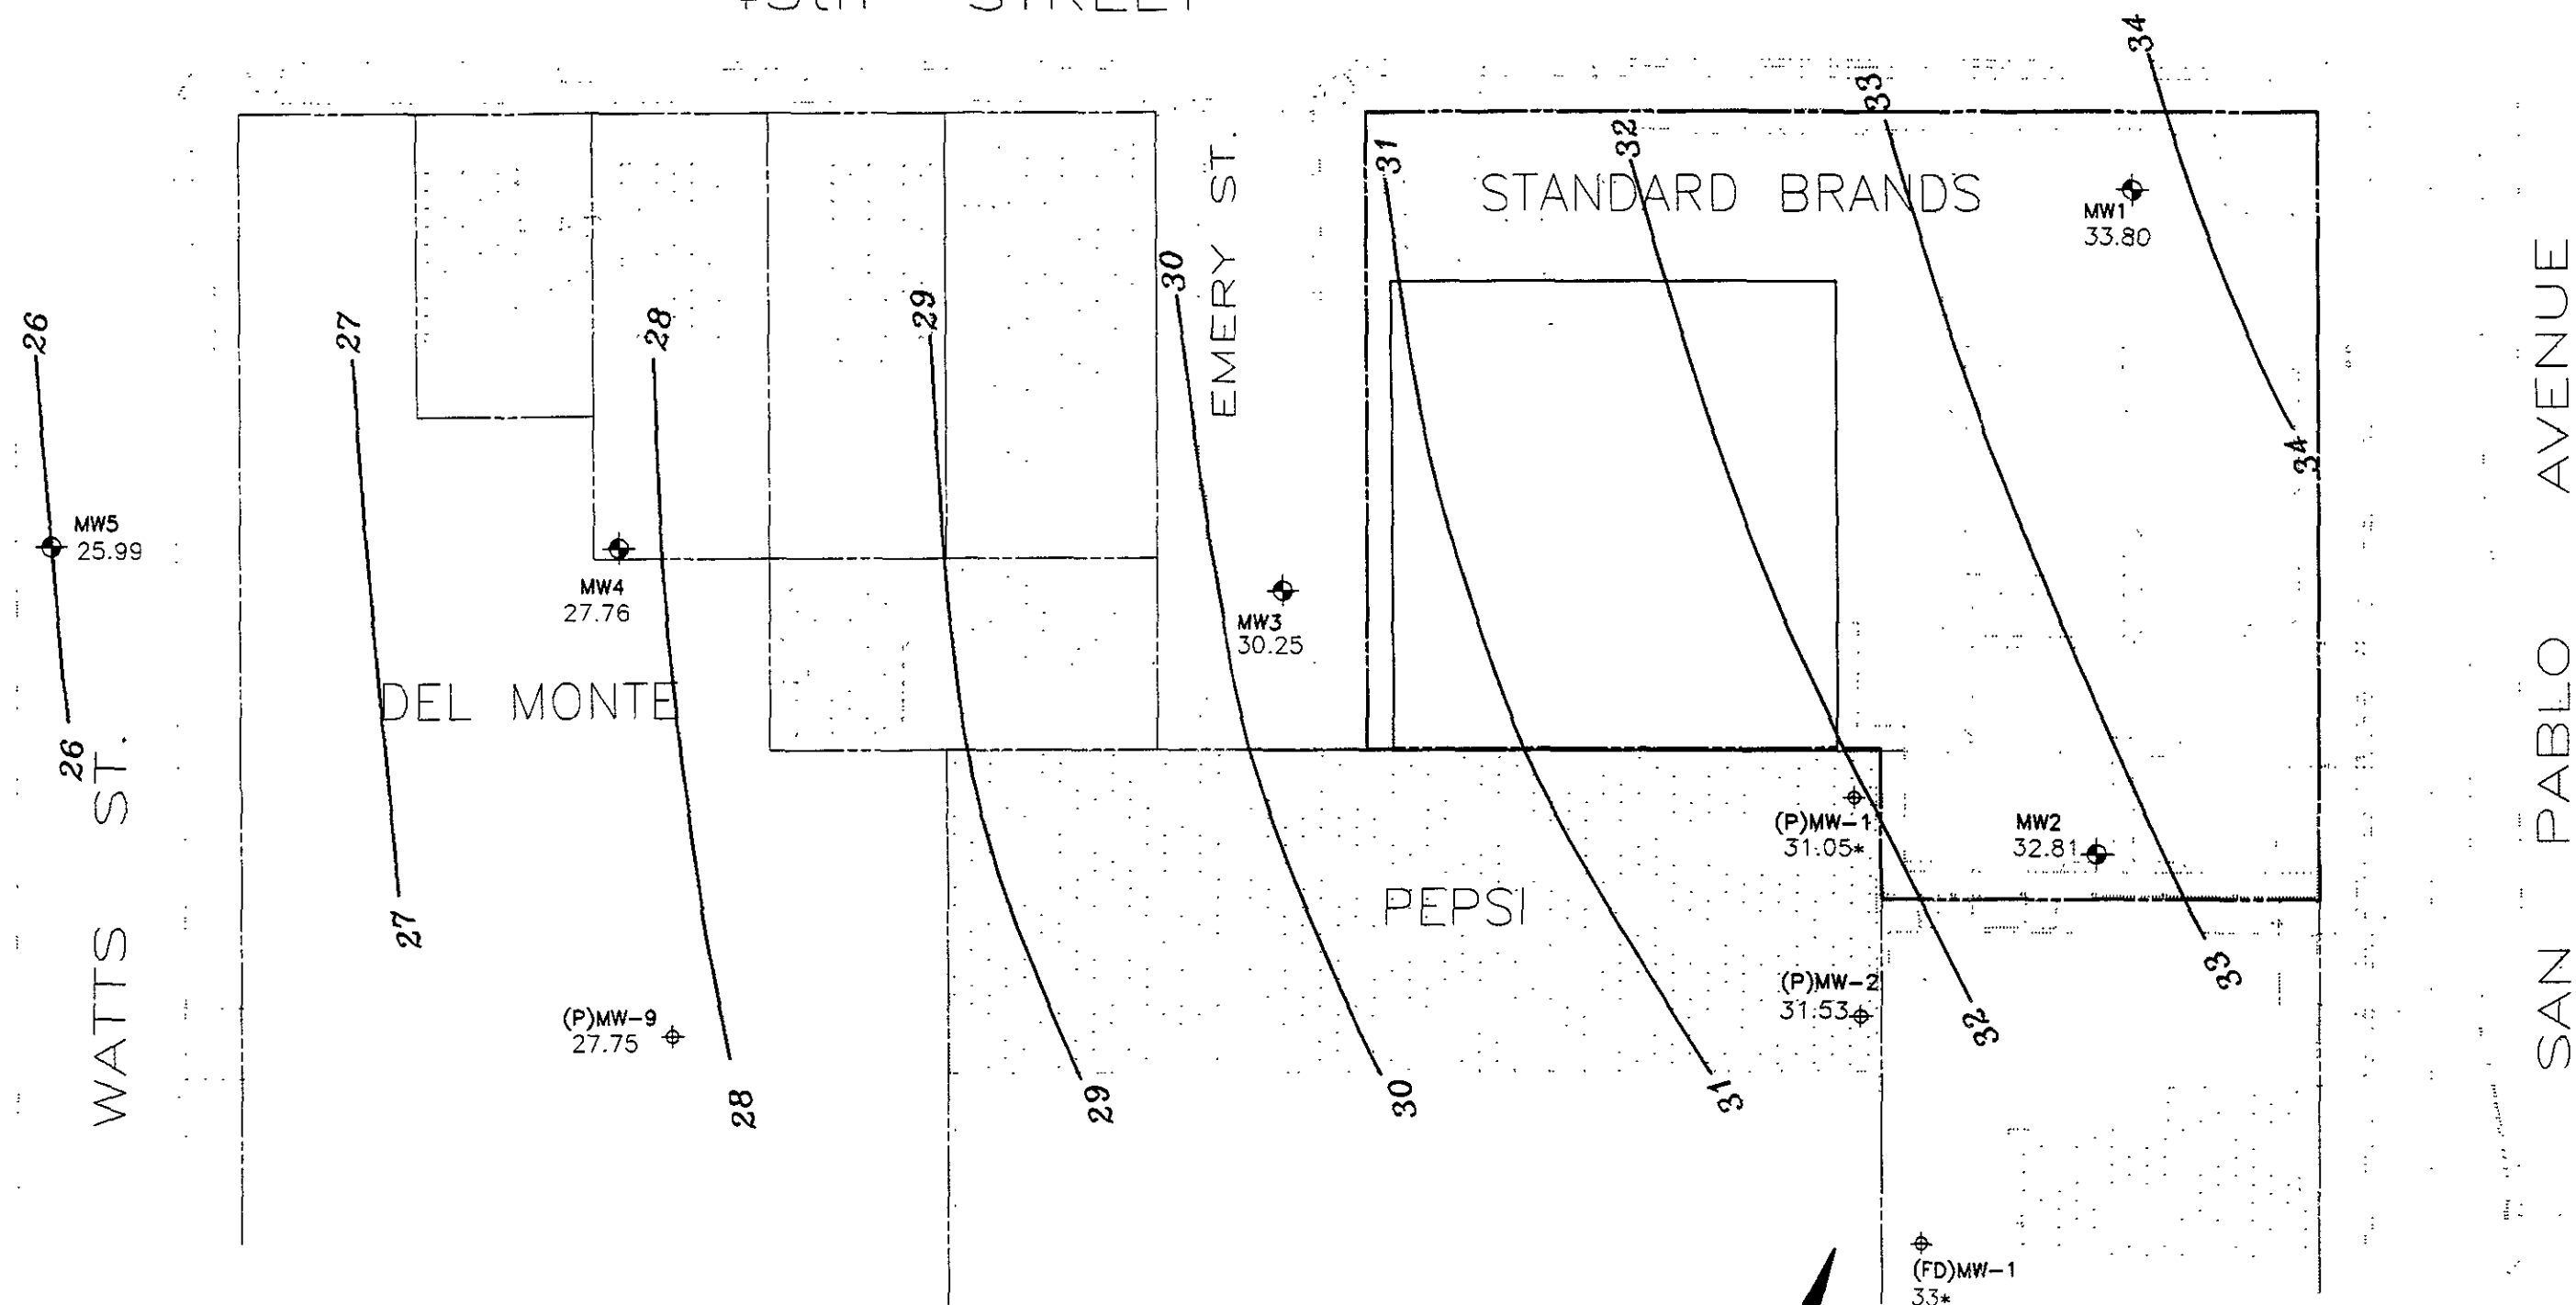 STREET
34
33
32
31
STANDARD BRANDS
MW1
33.80
EMERY ST.
30
29
28
27
26
34
MW5
25.99
MW4
27.76
MW3
30.25
DEL MONTE
26
WATTS ST.
(P)MW-1
31.05*
MW2
32.81
PEPSI
27
33
(P)MW-2
31.53
32
(P)MW-9
27.75
28
29
30
31
SAN PABLO AVENUE
(FD)MW-1
33*